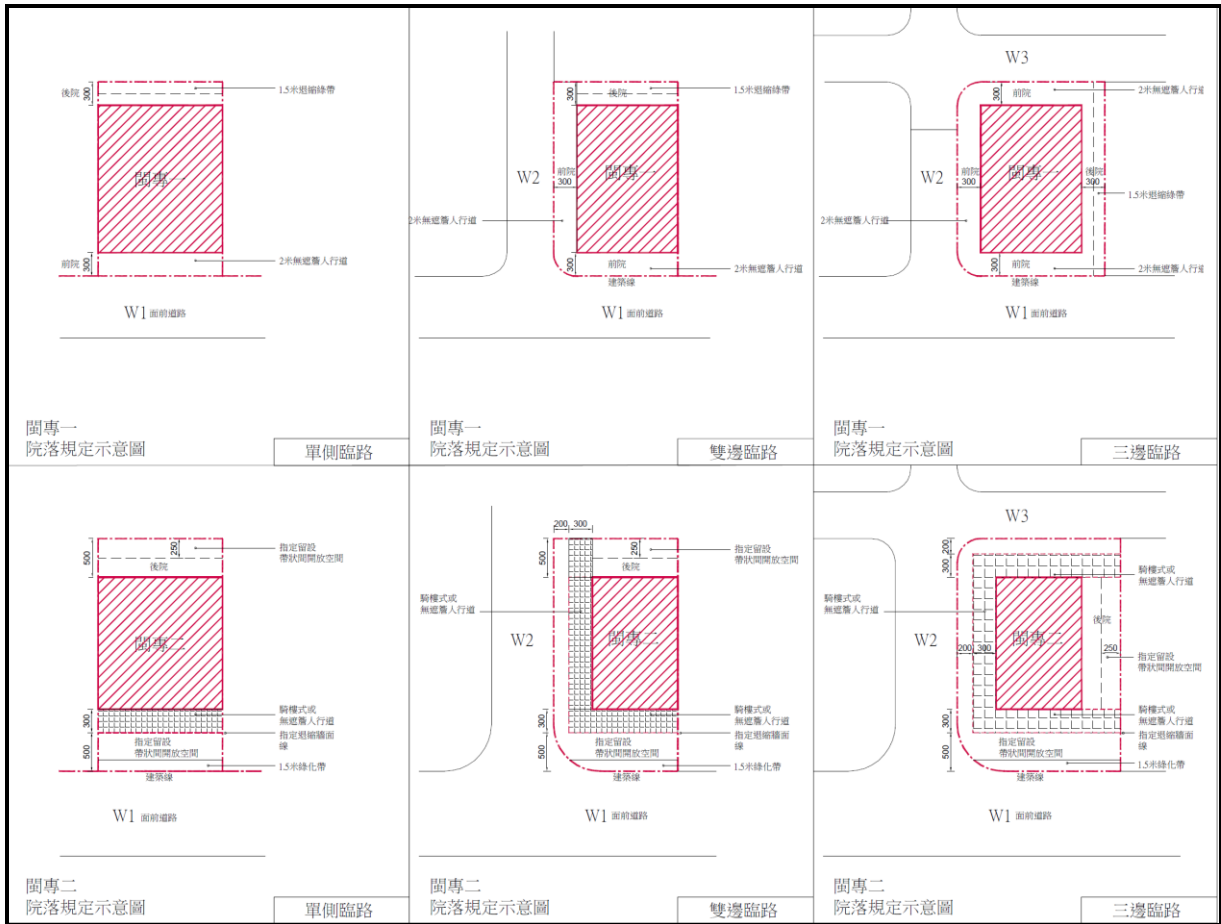 後院
300
1.5米退縮綠帶
閩專一
前院
300
2米無遮簷人行道
W1 面前道路
閩專一
院落規定示意圖
單側臨路
300
後院
1.5米退縮綠帶
W2
前院
300
閩專一
2米無遮簷人行道
300
前院
2米無遮簷人行道
建築線
W1 面前道路
閩專一
院落規定示意圖
雙邊臨路
W3
300
前院
2米無遮簷人行道
W2
前院
300
閩專一
後院
300
1.5米退縮綠帶
2米無遮簷人行道
300
前院
2米無遮簷人行道
建築線
W1 面前道路
閩專一
院落規定示意圖
三邊臨路
500
250
指定留設
帶狀開放空間
後院
閩專二
300
騎樓式或
無遮簷人行道
指定退縮牆面
線
指定留設
帶狀間開放空間
500
1.5米綠化帶
建築線
W1 面前道路
閩專二
院落規定示意圖
單側臨路
200
300
500
250
指定留設
帶狀間開放空間
後院
騎樓式或
無遮簷人行道
W2
閩專二
300
騎樓式或
無遮簷人行道
指定退縮牆面
線
指定留設
帶狀間開放空間
500
1.5米綠化帶
建築線
W1 面前道路
閩專二
院落規定示意圖
雙邊臨路
W3
200
300
騎樓式或
無遮簷人行道
騎樓式或
無遮簷人行道
W2
閩專二
後院
200
300
250
指定留設
帶狀間開放空間
300
騎樓式或
無遮簷人行道
指定退縮牆面
線
指定留設
帶狀間開放空間
500
1.5米綠化帶
建築線
W1 面前道路
閩專二
院落規定示意圖
三邊臨路